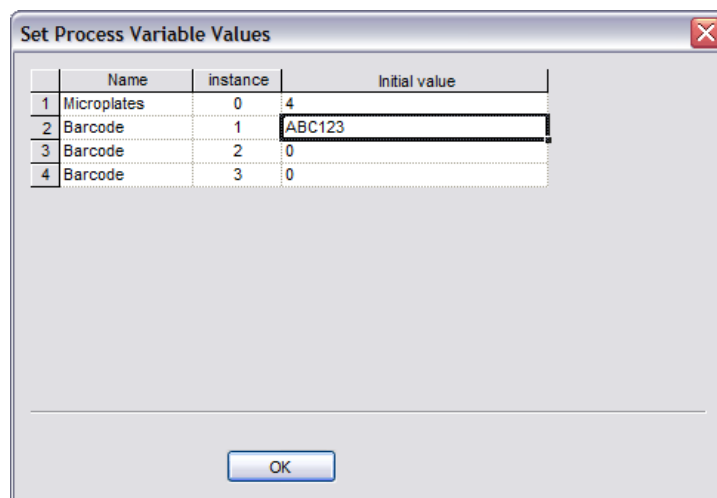 Set Process Variable Values
Name instance Initial value
1 Microplates 0 4
2 Barcode 1 ABC123
3 Barcode 2 0
4 Barcode 3 0
OK